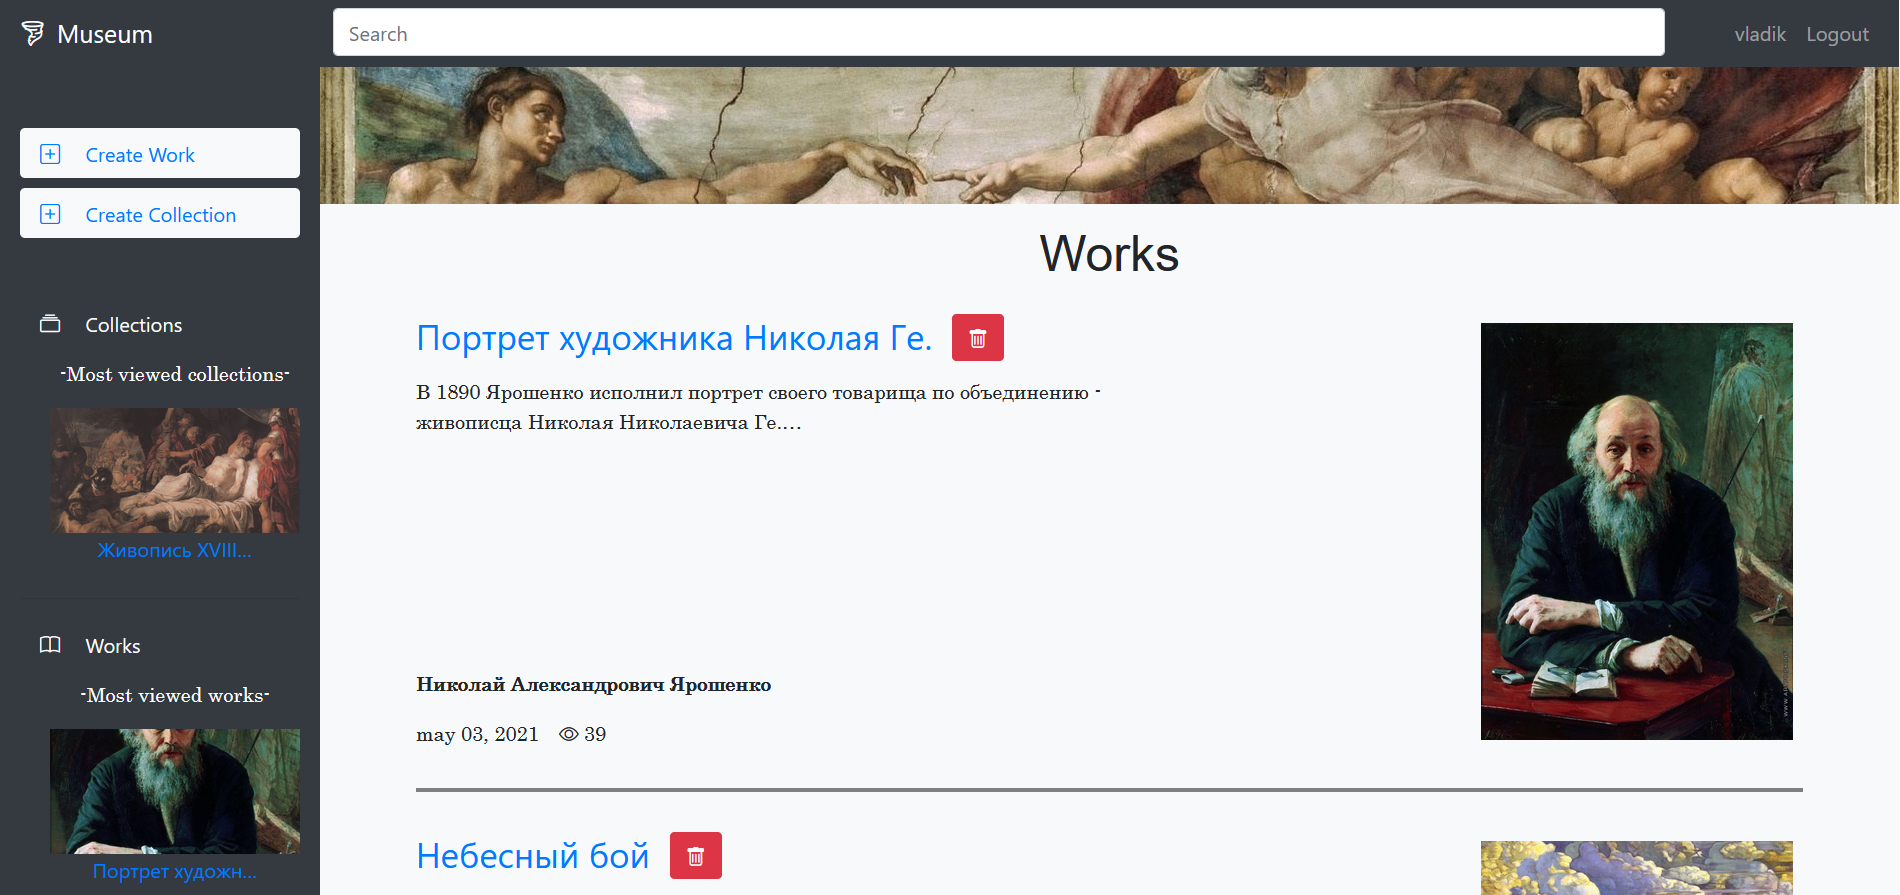 Museum
Search
vladik Logout
Create Work
Create Collection
Collections
-Most viewed collections-
Живопись XVIII...
Works
-Most viewed works-
Портрет художн...
Works
Портрет художника Николая Ге.
В 1890 Ярошенко исполнил портрет своего товарища по объединению -
живописца Николая Николаевича Ге.…
Николай Александрович Ярошенко
may 03, 2021 39
Небесный бой